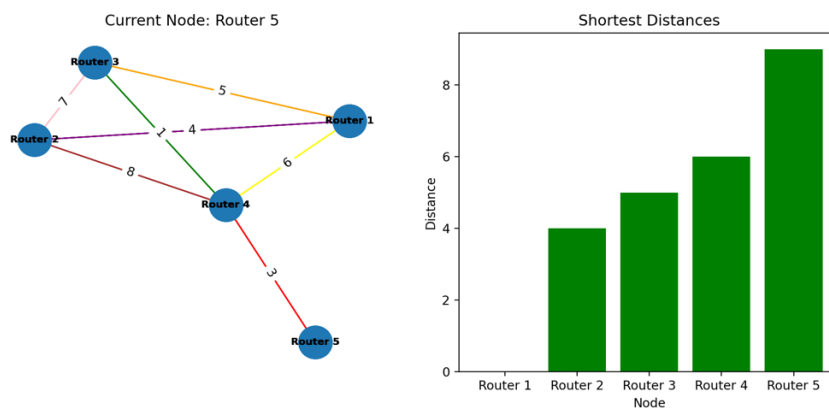 Current Node: Router 5
Router 3
7
5
Router 2
4
Router 1
1
6
8
Router 4
3
Router 5
Shortest Distances
Distance
8
6
4
2
0
Router 1 Router 2 Router 3 Router 4 Router 5
Node